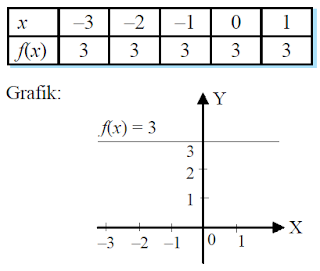 x –3 –2 –1 0 1
f(x) 3 3 3 3 3
Grafik:
Y
f(x) = 3
3
2
1
X
–3 –2 –1 0 1